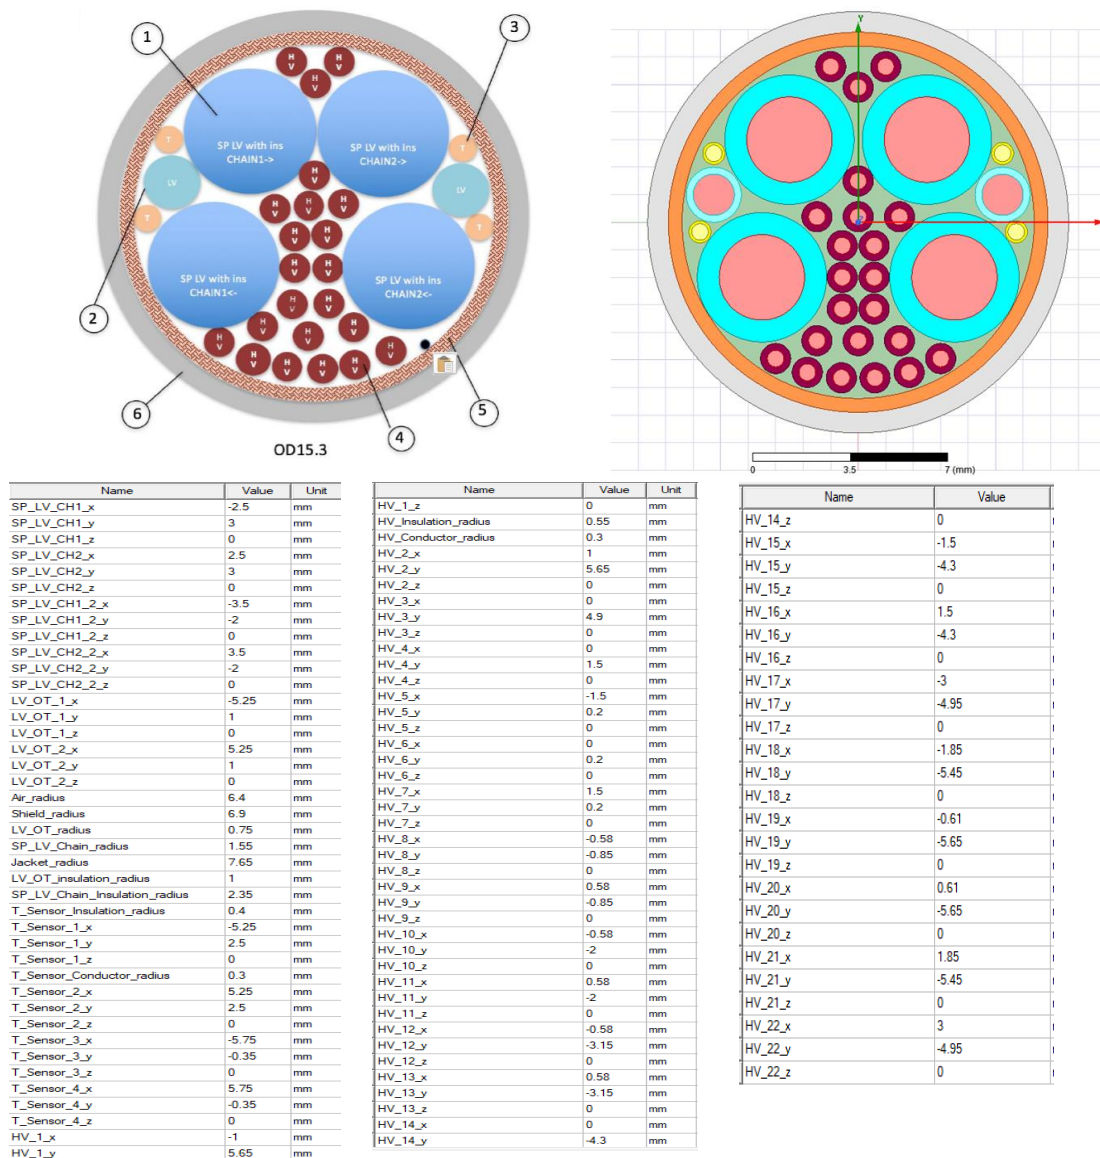 1
3
H V
H V
H V
T
SP LV with ins
CHAIN1->
SP LV with ins
CHAIN2->
T
LV
LV
H V
H V
H V
H V
T
T
H V
H V
SP LV with ins
CHAIN1<-
H V
H V
SP LV with ins
CHAIN2<-
H V
H V
H V
H V
H V
H V
H V
H V
H V
H V
H V
2
6
4
5
OD15.3
Y
0 3.5 7 (mm)
Name Value Unit
SP_LV_CH1_x -2.5 mm
SP_LV_CH1_y 3 mm
SP_LV_CH1_z 0 mm
SP_LV_CH2_x 2.5 mm
SP_LV_CH2_y 3 mm
SP_LV_CH2_z 0 mm
SP_LV_CH1_2_x -3.5 mm
SP_LV_CH1_2_y -2 mm
SP_LV_CH1_2_z 0 mm
SP_LV_CH2_2_x 3.5 mm
SP_LV_CH2_2_y -2 mm
SP_LV_CH2_2_z 0 mm
LV_OT_1_x -5.25 mm
LV_OT_1_y 1 mm
LV_OT_1_z 0 mm
LV_OT_2_x 5.25 mm
LV_OT_2_y 1 mm
LV_OT_2_z 0 mm
Air_radius 6.4 mm
Shield_radius 6.9 mm
LV_OT_radius 0.75 mm
SP_LV_Chain_radius 1.55 mm
Jacket_radius 7.65 mm
LV_OT_insulation_radius 1 mm
SP_LV_Chain_Insulation_radius 2.35 mm
T_Sensor_Insulation_radius 0.4 mm
T_Sensor_1_x -5.25 mm
T_Sensor_1_y 2.5 mm
T_Sensor_1_z 0 mm
T_Sensor_Conductor_radius 0.3 mm
T_Sensor_2_x 5.25 mm
T_Sensor_2_y 2.5 mm
T_Sensor_2_z 0 mm
T_Sensor_3_x -5.75 mm
T_Sensor_3_y -0.35 mm
T_Sensor_3_z 0 mm
T_Sensor_4_x 5.75 mm
T_Sensor_4_y -0.35 mm
T_Sensor_4_z 0 mm
HV_1_x -1 mm
HV_1_y 5.65 mm
Name Value Unit
HV_1_z 0 mm
HV_Insulation_radius 0.55 mm
HV_Conductor_radius 0.3 mm
HV_2_x 1 mm
HV_2_y 5.65 mm
HV_2_z 0 mm
HV_3_x 0 mm
HV_3_y 4.9 mm
HV_3_z 0 mm
HV_4_x 0 mm
HV_4_y 1.5 mm
HV_4_z 0 mm
HV_5_x -1.5 mm
HV_5_y 0.2 mm
HV_5_z 0 mm
HV_6_x 0 mm
HV_6_y 0.2 mm
HV_6_z 0 mm
HV_7_x 1.5 mm
HV_7_y 0.2 mm
HV_7_z 0 mm
HV_8_x -0.58 mm
HV_8_y -0.85 mm
HV_8_z 0 mm
HV_9_x 0.58 mm
HV_9_y -0.85 mm
HV_9_z 0 mm
HV_10_x -0.58 mm
HV_10_y -2 mm
HV_10_z 0 mm
HV_11_x 0.58 mm
HV_11_y -2 mm
HV_11_z 0 mm
HV_12_x -0.58 mm
HV_12_y -3.15 mm
HV_12_z 0 mm
HV_13_x 0.58 mm
HV_13_y -3.15 mm
HV_13_z 0 mm
HV_14_x 0 mm
HV_14_y -4.3 mm
Name Value
HV_14_z 0
HV_15_x -1.5
HV_15_y -4.3
HV_15_z 0
HV_16_x 1.5
HV_16_y -4.3
HV_16_z 0
HV_17_x -3
HV_17_y -4.95
HV_17_z 0
HV_18_x -1.85
HV_18_y -5.45
HV_18_z 0
HV_19_x -0.61
HV_19_y -5.65
HV_19_z 0
HV_20_x 0.61
HV_20_y -5.65
HV_20_z 0
HV_21_x 1.85
HV_21_y -5.45
HV_21_z 0
HV_22_x 3
HV_22_y -4.95
HV_22_z 0